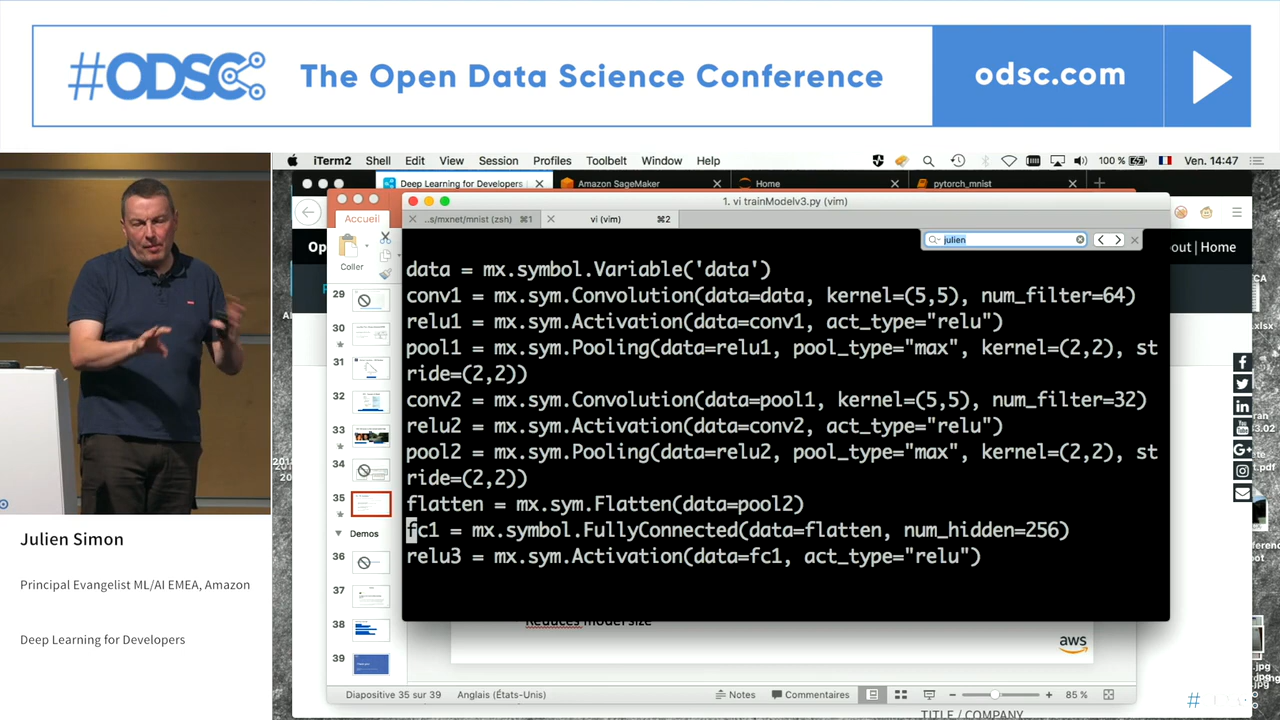 #ODSC The Open Data Science Conference odsc.com
iTerm2 Shell Edit View Session Profiles Toolbelt Window Help 100 % Ven. 14:47
Deep Learning for Developers Amazon SageMaker Home pytorch_mnist
1. vi trainModelv3.py (vim)
Accueil
..s/mxnet/mnist (zsh) ⌘1 vi (vim) ⌘2
julien
Op
out | Home
Coller
data = mx.symbol.Variable('data')
conv1 = mx.sym.Convolution(data=data, kernel=(5,5), num_filter=64)
relu1 = mx.sym.Activation(data=conv1, act_type="relu")
pool1 = mx.sym.Pooling(data=relu1, pool_type="max", kernel=(2,2), st
ride=(2,2))
conv2 = mx.sym.Convolution(data=pool1, kernel=(5,5), num_filter=32)
relu2 = mx.sym.Activation(data=conv2, act_type="relu")
pool2 = mx.sym.Pooling(data=relu2, pool_type="max", kernel=(2,2), st
ride=(2,2))
flatten = mx.sym.Flatten(data=pool2)
fc1 = mx.symbol.FullyConnected(data=flatten, num_hidden=256)
relu3 = mx.sym.Activation(data=fc1, act_type="relu")
29
30
31
32
33
34
35
Demos
36
37
38
39
Reduces model size
aws
Diapositive 35 sur 39 Anglais (États-Unis) Notes Commentaires 85 %
TITLE / COMPANY
Julien Simon
Principal Evangelist ML/AI EMEA, Amazon
Deep Learning for Developers